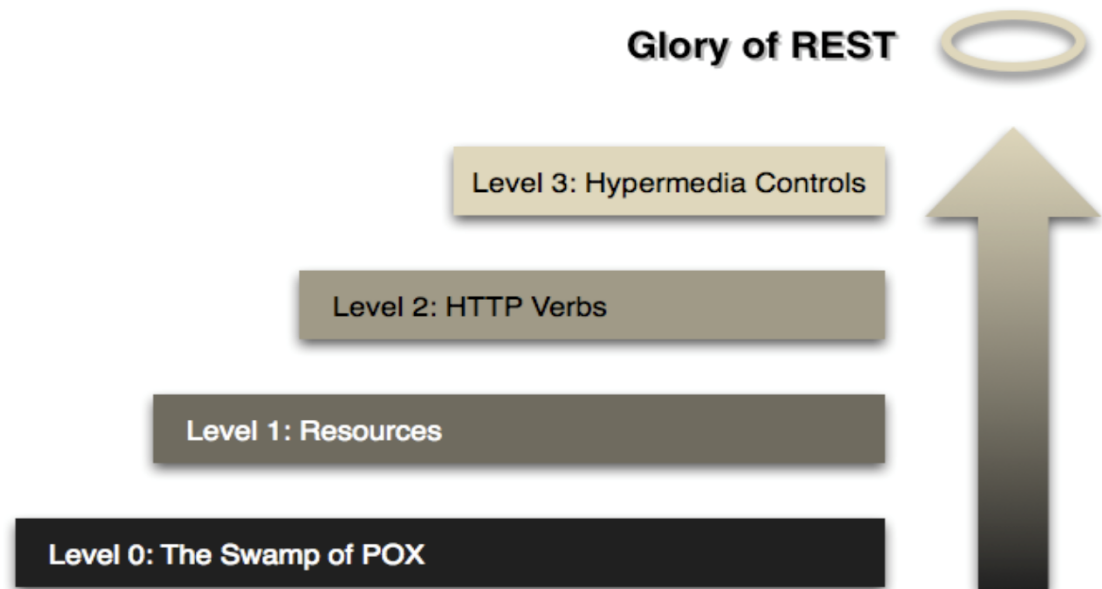 Glory of REST
Level 3: Hypermedia Controls
Level 2: HTTP Verbs
Level 1: Resources
Level 0: The Swamp of POX